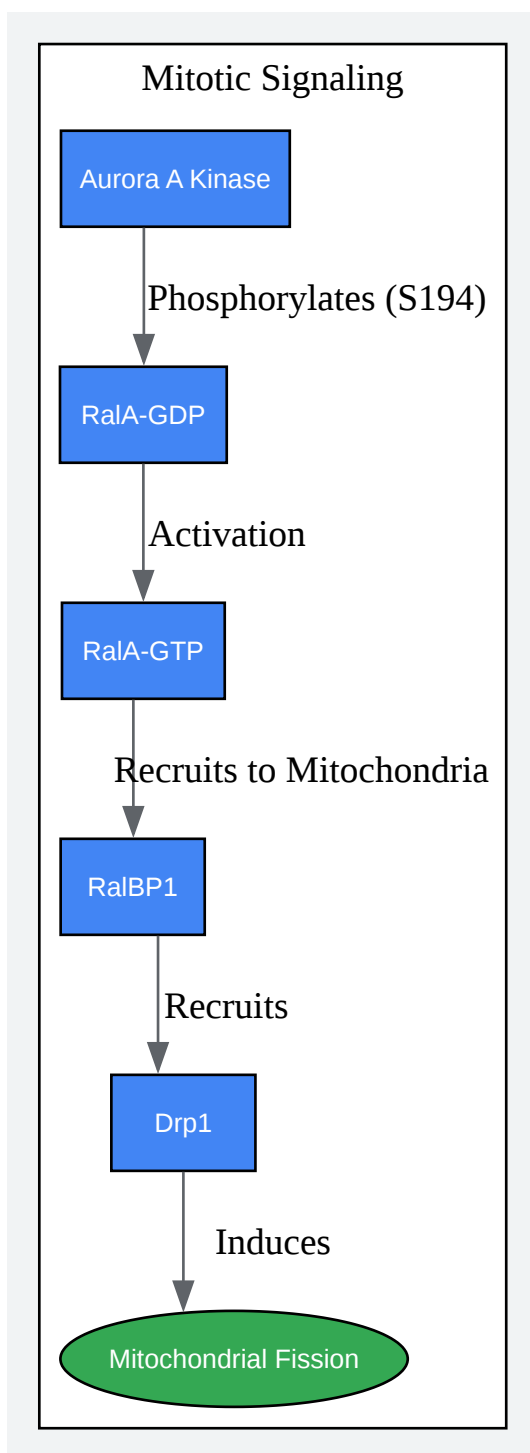 Mitotic Signaling
Aurora A Kinase
Phosphorylates (S194)
RalA-GDP
Activation
RalA-GTP
Recruits to Mitochondria
RalBP1
Recruits
Drp1
Induces
Mitochondrial Fission